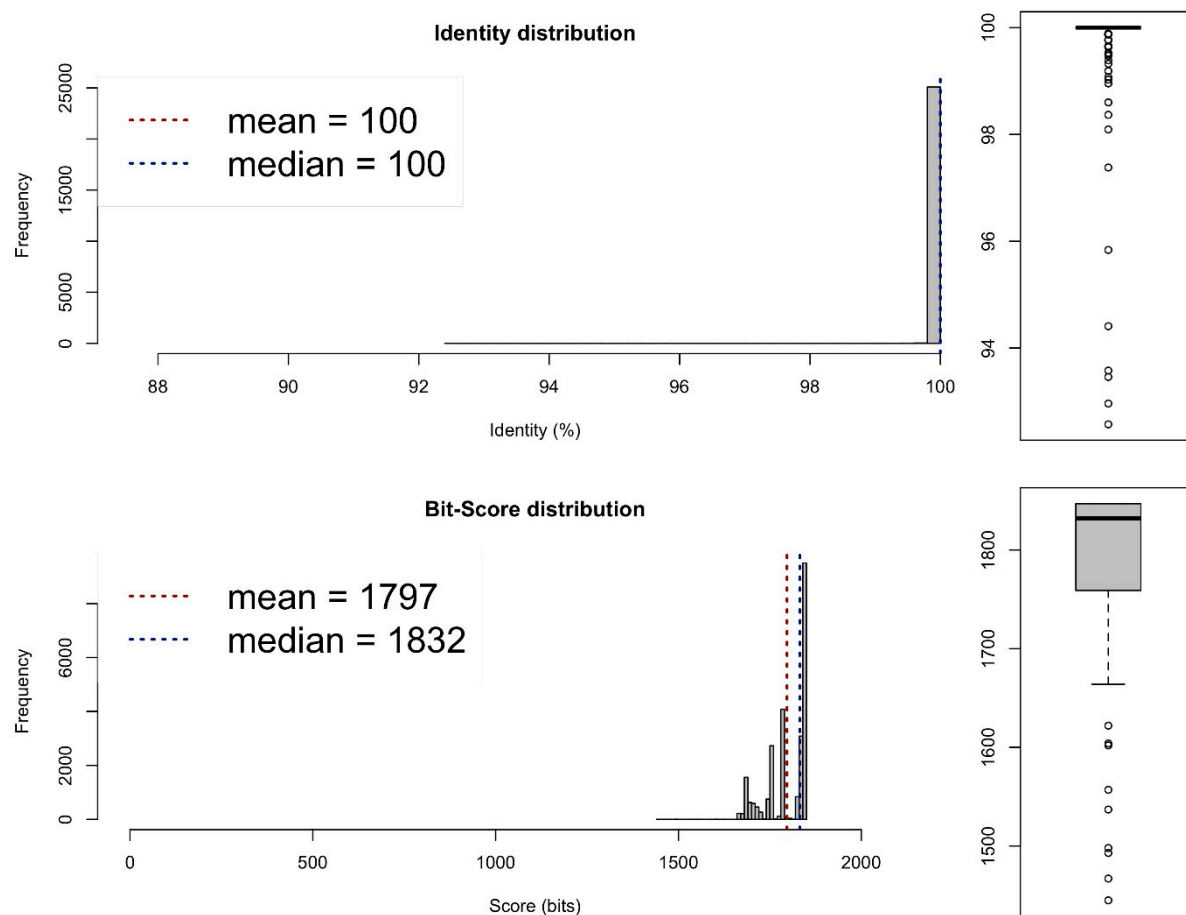 Identity distribution
mean = 100
median = 100
Frequency
0
5000
15000
25000
88
90
92
94
96
98
100
Identity (%)
94
96
98
100
Bit-Score distribution
mean = 1797
median = 1832
Frequency
0
2000
6000
0
500
1000
1500
2000
Score (bits)
1500
1600
1700
1800